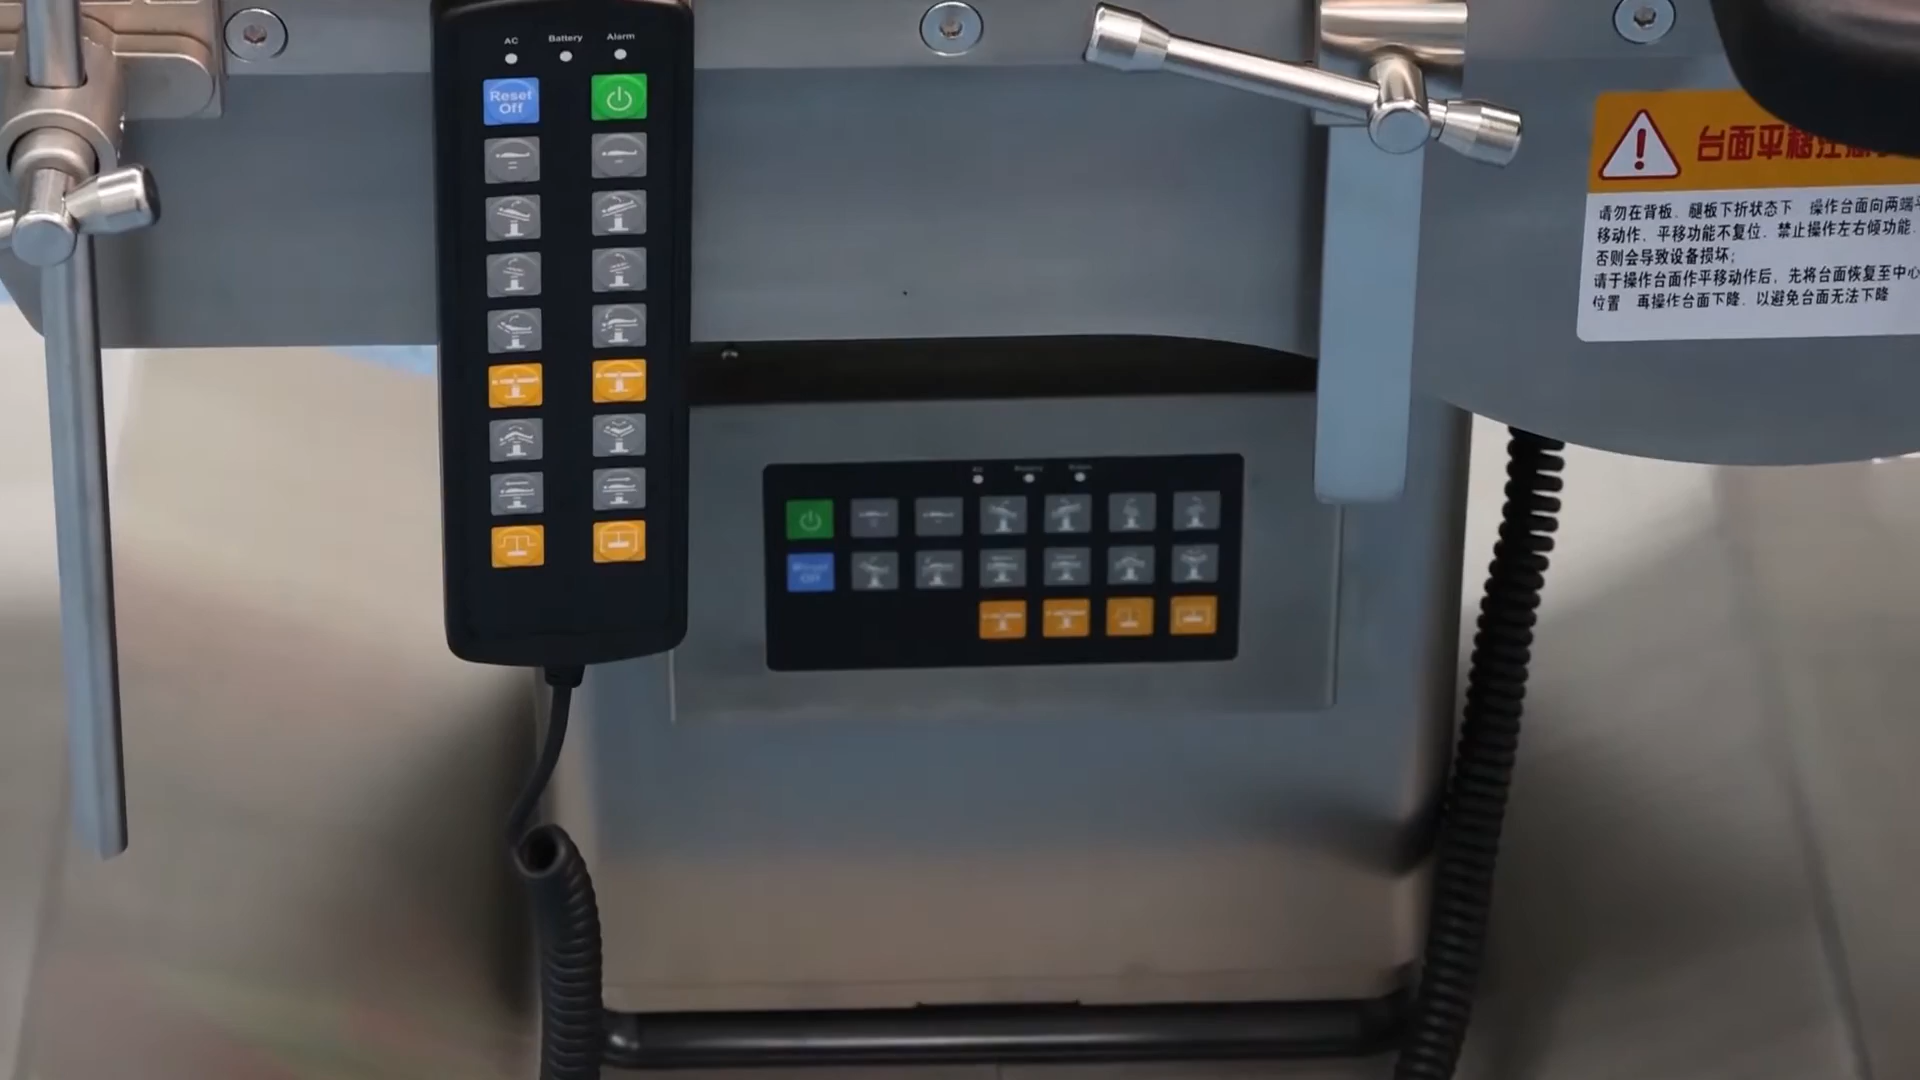 AC Battery Alarm
Reset
Off
台面平移注意
请勿在背板、腿板下折状态下 操作台面向两端平
移动作、平移功能不复位、禁止操作左右倾功能、
否则会导致设备损坏;
请于操作台面作平移动作后，先将台面恢复至中心
位置 再操作台面下降、以避免台面无法下降